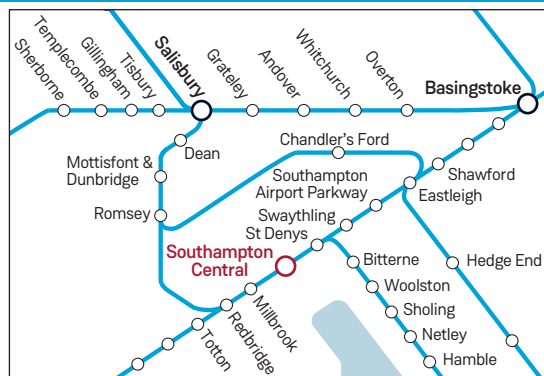 Sherborne
Templecombe
Gillingham
Tisbury
Salisbury
Grateley
Andover
Whitchurch
Overton
Basingstoke
Dean
Mottisfont &
Dunbridge
Romsey
Chandler's Ford
Southampton
Airport Parkway
Shawford
Eastleigh
Swaythling
St Denys
Southampton
Central
Bitterne
Hedge End
Woolston
Sholing
Netley
Hamble
Millbrook
Redbridge
Totton